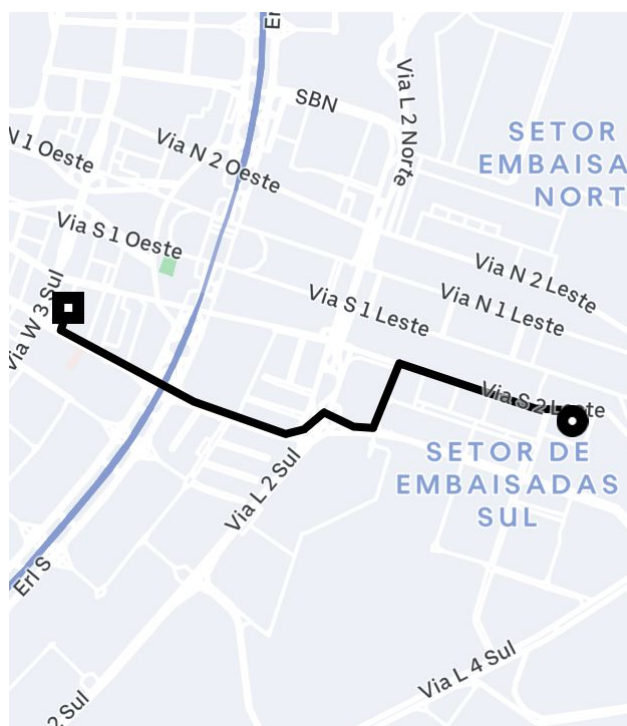 Er
SBN
Via L 2 Norte
SETOR
EMBAISA
NORT
N 1 Oeste
Via N 2 Oeste
Via S 1 Oeste
Via N 2 Leste
Via N 1 Leste
Via S 1 Leste
Via W 3 Sul
Via S 2 Leste
SETOR DE
EMBAISADAS
SUL
Via L 2 Sul
Erl S
Via L 4 Sul
2 Sul